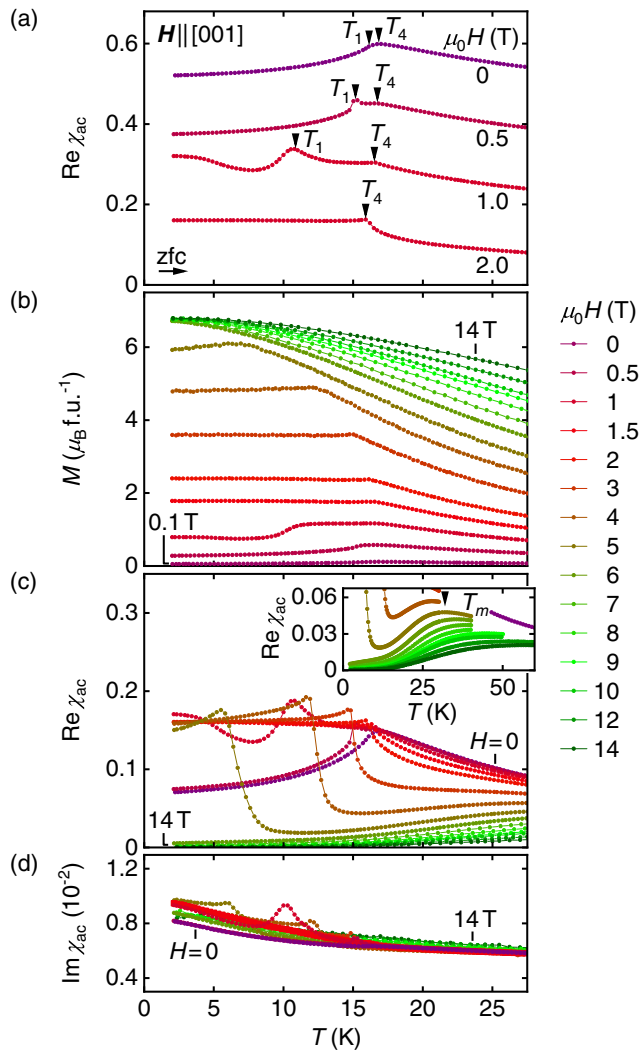 (a)
H||[001]
T1
T4
μ0H (T)
0
T1
T4
0.5
T1
T4
1.0
T4
2.0
zfc
Re χac
0.6
0.4
0.2
0
(b)
14 T
M (μB f.u.-1)
6
4
2
0
0.1 T
μ0H (T)
0
0.5
1
1.5
2
3
4
5
6
7
8
9
10
12
14
(c)
Re χac
0.3
0.2
0.1
0
Re χac
0.06
0.03
0
Tm
0
25
50
T (K)
H=0
14 T
(d)
Im χac (10-2)
1.2
0.8
0.4
H=0
14 T
0
5
10
15
20
25
T (K)